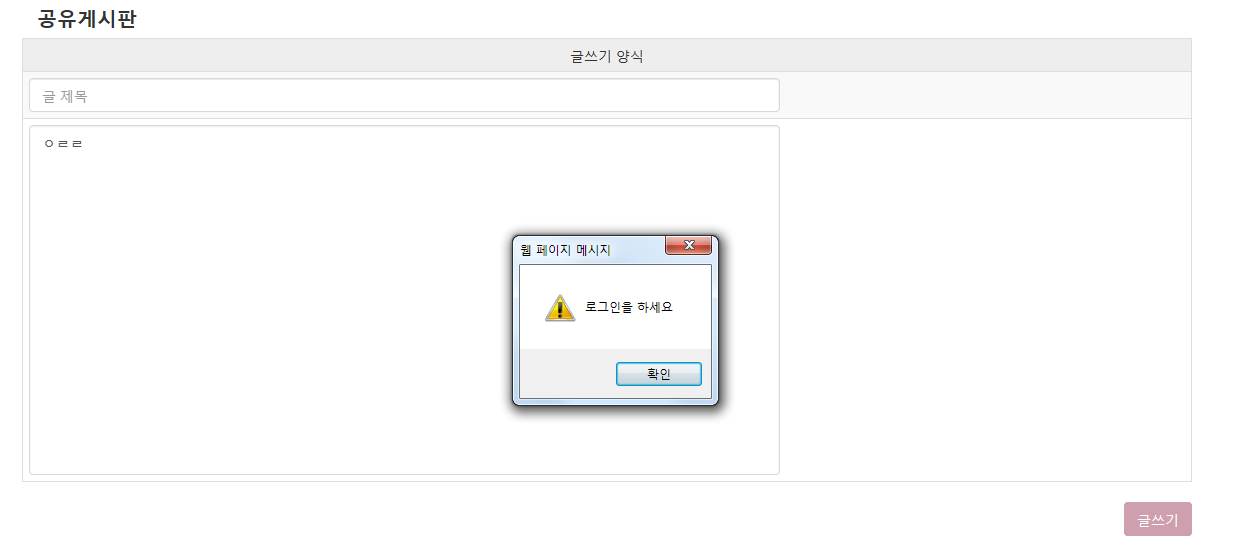 공유게시판
글쓰기 양식
글 제목
ㅇㄹㄹ
웹 페이지 메시지
로그인을 하세요
확인
글쓰기